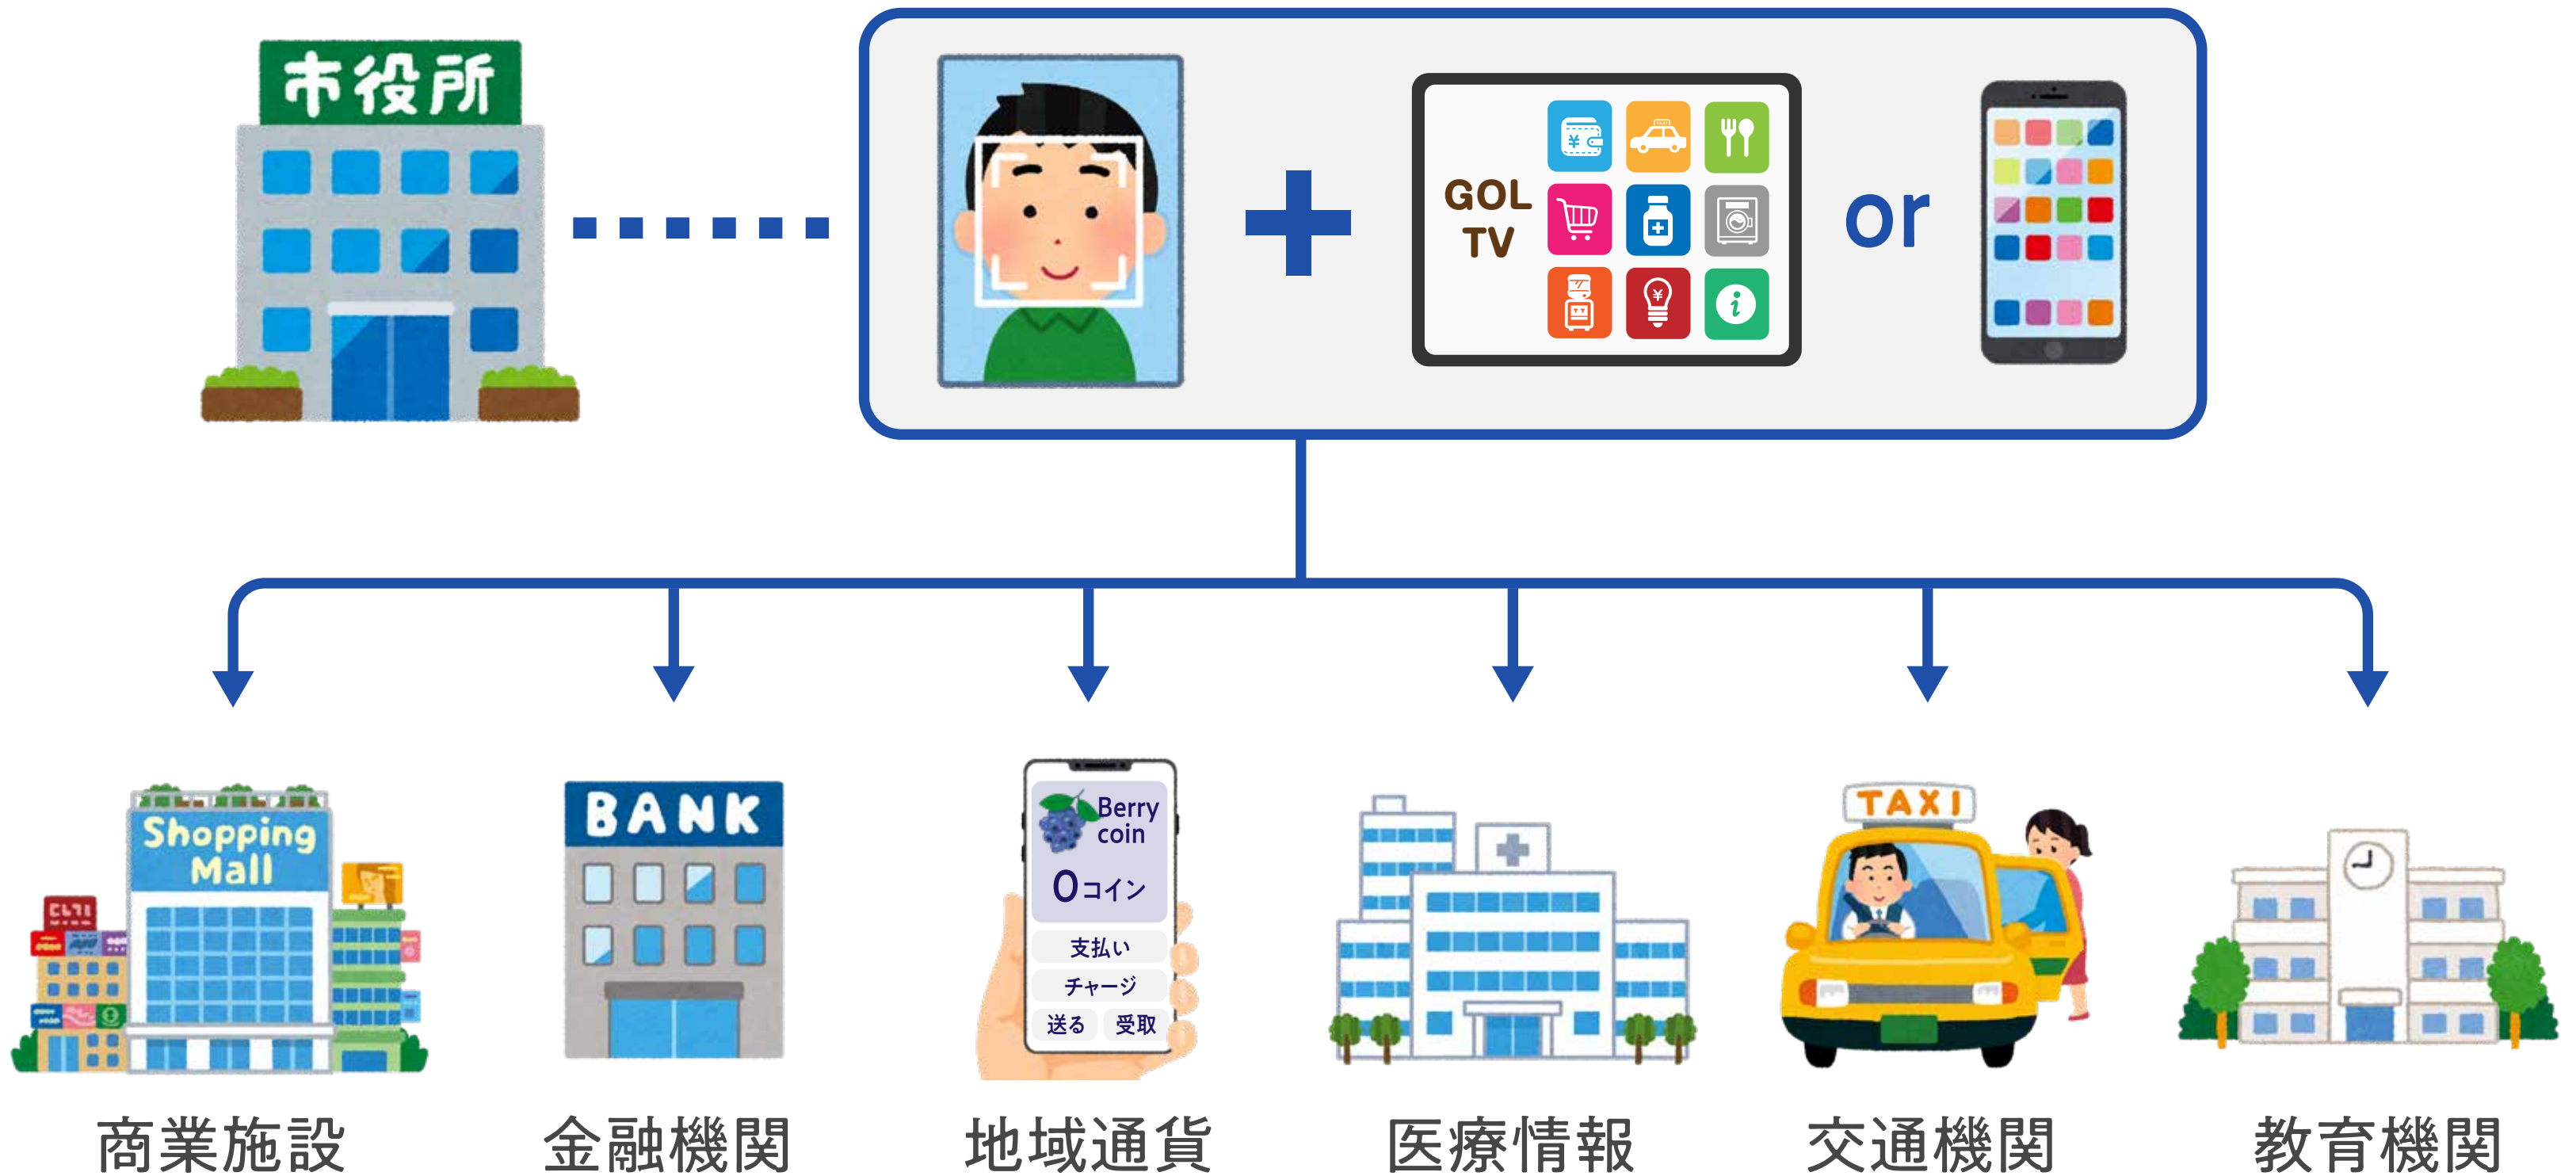 市役所
GOL
TV
or
Shopping
Mall
BANK
Berry
coin
0コイン
支払い
チャージ
送る 受取
TAXI
商業施設
金融機関
地域通貨
医療情報
交通機関
教育機関